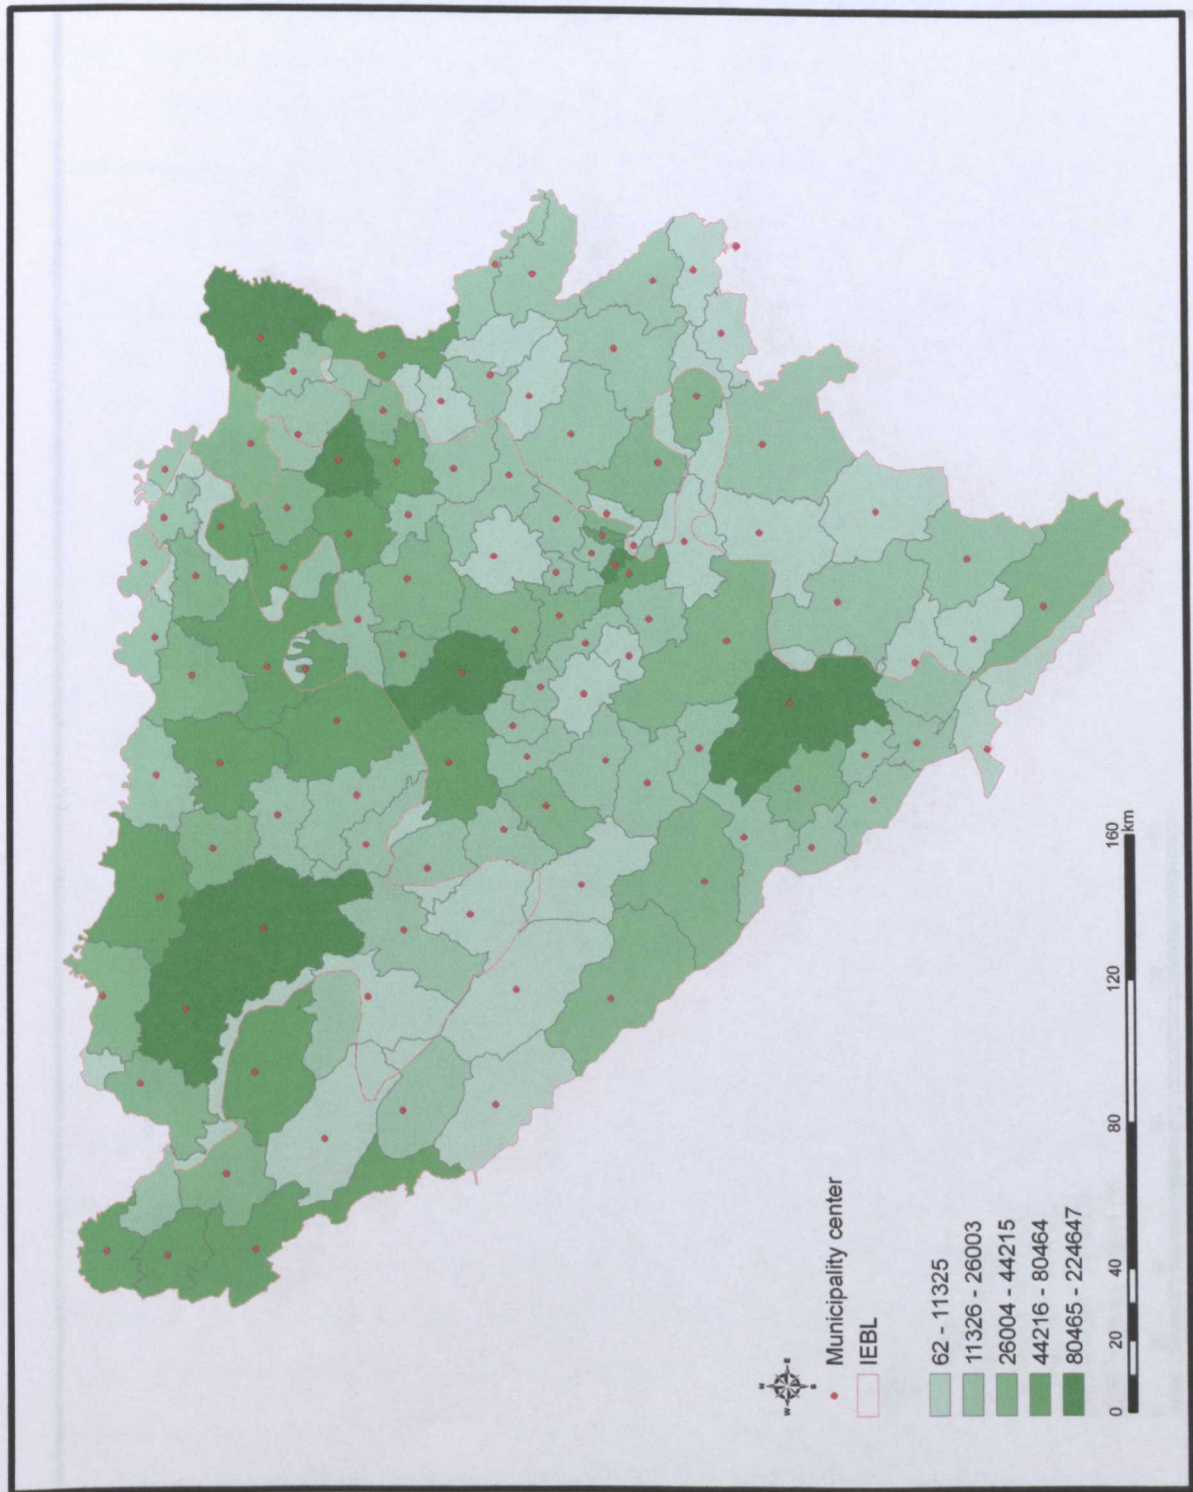 N
W E
S
Municipality center
IEBL
62 - 11325
11326 - 26003
26004 - 44215
44216 - 80464
80465 - 224647
0 20 40 80 120 160
km